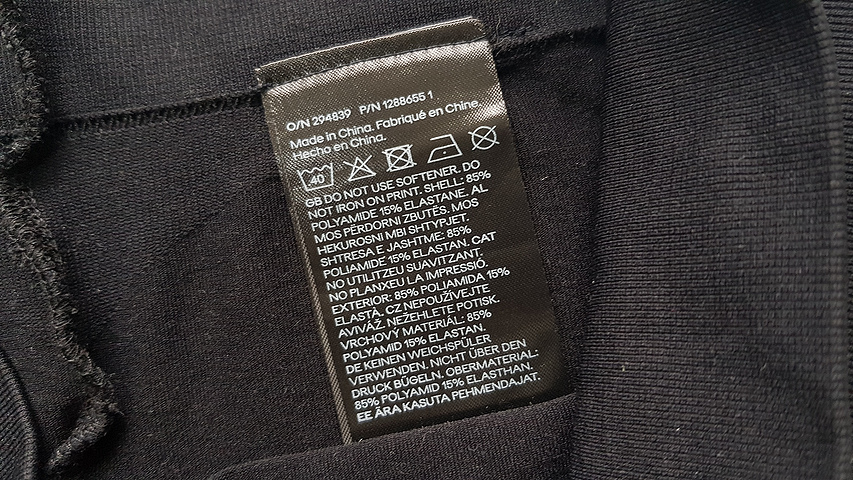 O/N 294839 P/N 1288655 1
Made in China. Fabriqué en Chine.
Hecho en China.
40
GB DO NOT USE SOFTENER. DO
NOT IRON ON PRINT. SHELL: 85%
POLYAMIDE 15% ELASTANE. AL
MOS PËRDORNI ZBUTËS. MOS
HEKUROSNI MBI SHTYPJET.
SHTRESA E JASHTME: 85%
POLIAMIDE 15% ELASTAN. CAT
NO UTILITZEU SUAVITZANT.
NO PLANXEU LA IMPRESSIÓ.
EXTERIOR: 85% POLIAMIDA 15%
ELASTÀ. CZ NEPOUŽÍVEJTE
AVIVÁŽ. NEŽEHLETE POTISK.
VRCHOVÝ MATERIÁL: 85%
POLYAMID 15% ELASTAN.
DE KEINEN WEICHSPÜLER
VERWENDEN. NICHT ÜBER DEN
DRUCK BÜGELN. OBERMATERIAL:
85% POLYAMID 15% ELASTHAN.
EE ÄRA KASUTA PEHMENDAJAT.